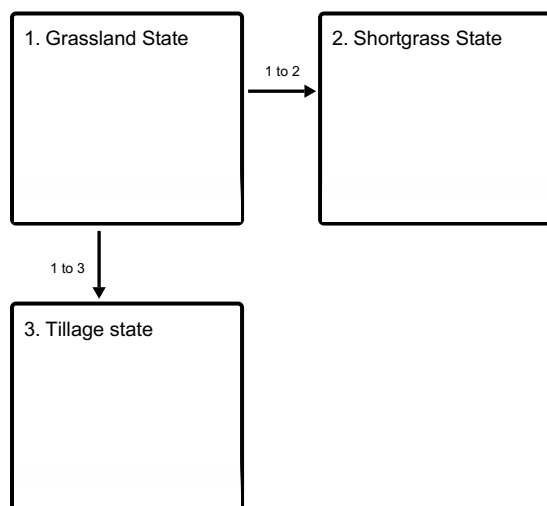 1. Grassland State
2. Shortgrass State
1 to 2
1 to 3
3. Tillage state